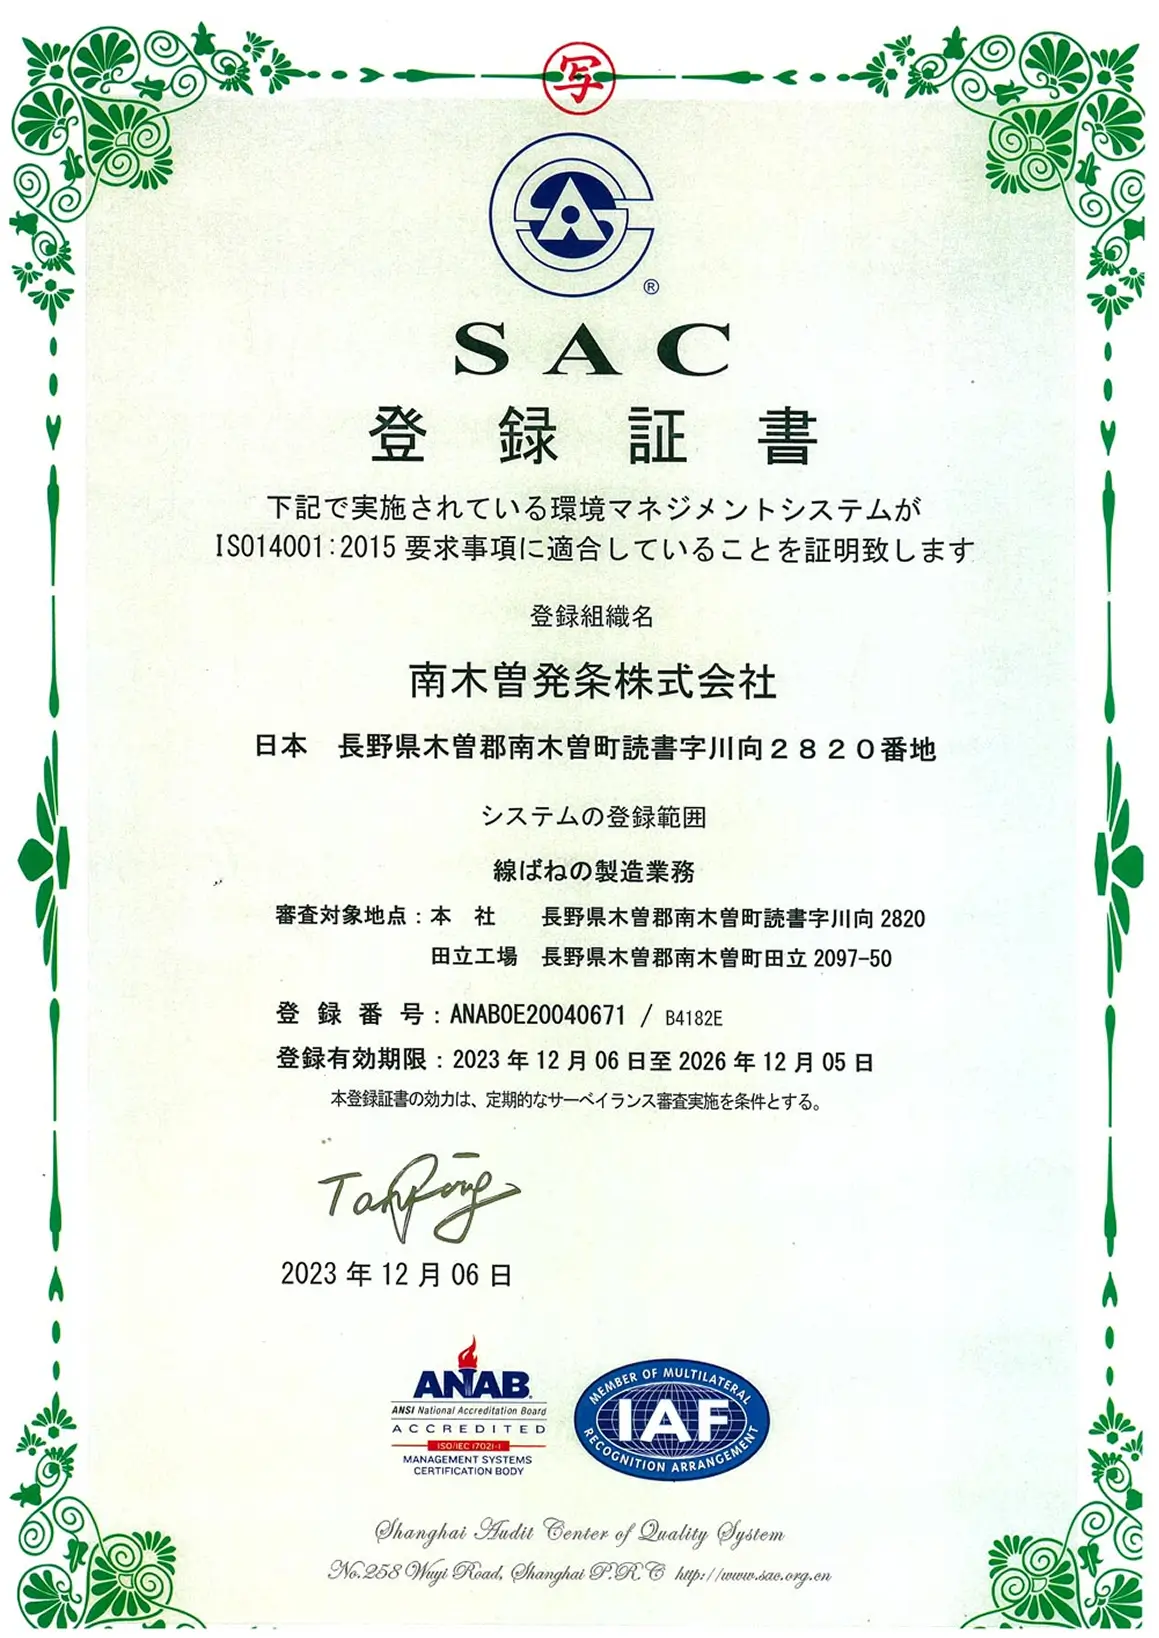 写
®
SAC
登録証書
下記で実施されている環境マネジメントシステムが
ISO14001:2015 要求事項に適合していることを証明致します
登録組織名
南木曽発条株式会社
日本 長野県木曽郡南木曽町読書字川向2820番地
システムの登録範囲
線ばねの製造業務
審査対象地点：本 社 長野県木曽郡南木曽町読書字川向 2820
田立工場 長野県木曽郡南木曽町田立 2097-50
登録番号：ANAB0E20040671 / B4182E
登録有効期限：2023 年 12 月 06 日至 2026 年 12 月 05 日
本登録証書の効力は、定期的なサーベイランス審査実施を条件とする。
2023 年 12 月 06 日
ANAB
ANSI National Accreditation Board
ACCREDITED
ISO/IEC 17021-1
MANAGEMENT SYSTEMS
CERTIFICATION BODY
MEMBER OF MULTILATERAL
IAF
RECOGNITION ARRANGEMENT
Shanghai Audit Center of Quality System
No.258 Wuyi Road, Shanghai P.R.C http://www.sac.org.cn